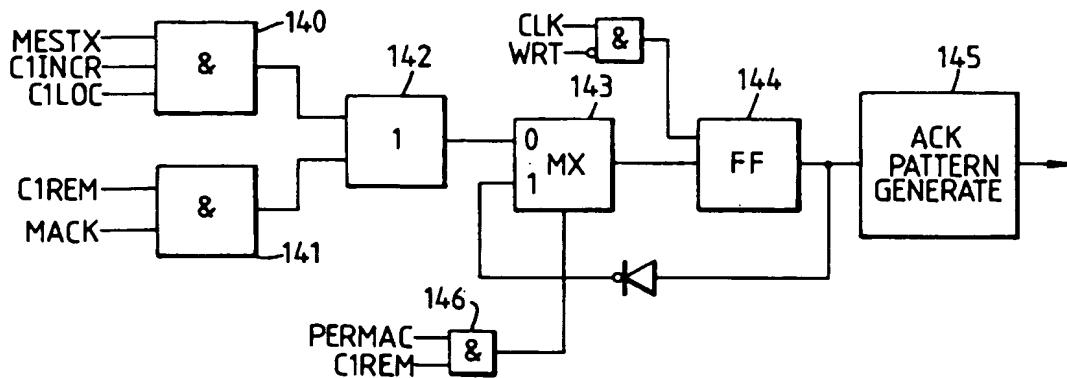 MESTX
C1INCR
C1LOC
&
140
C1REM
MACK
&
141
142
1
CLK
WRT
&
143
0
1
MX
144
FF
145
ACK
PATTERN
GENERATE
146
PERMAC
C1REM
&